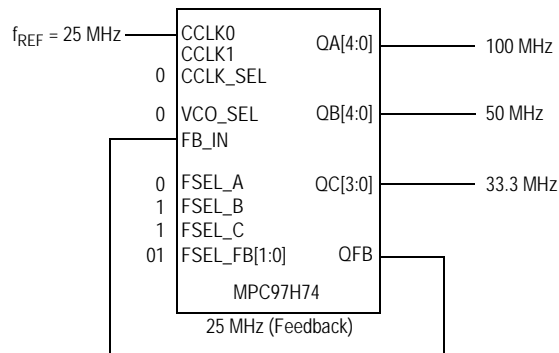 f_REF = 25 MHz CCLK0 QA[4:0] 100 MHz
CCLK1
0 CCLK_SEL
0 VCO_SEL QB[4:0] 50 MHz
FB_IN
0 FSEL_A QC[3:0] 33.3 MHz
1 FSEL_B
1 FSEL_C
01 FSEL_FB[1:0] QFB
MPC97H74
25 MHz (Feedback)